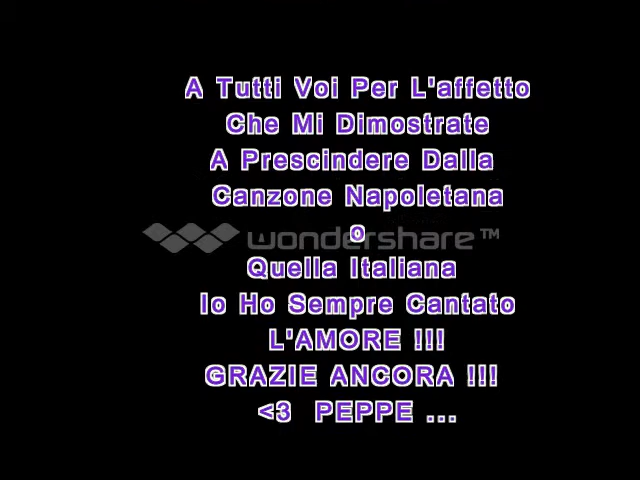 A Tutti Voi Per L'affetto
Che Mi Dimostrate
A Prescindere Dalla
Canzone Napoletana
o
wondershare™
Quella Italiana
Io Ho Sempre Cantato
L'AMORE !!!
GRAZIE ANCORA !!!
<3  PEPPE ...